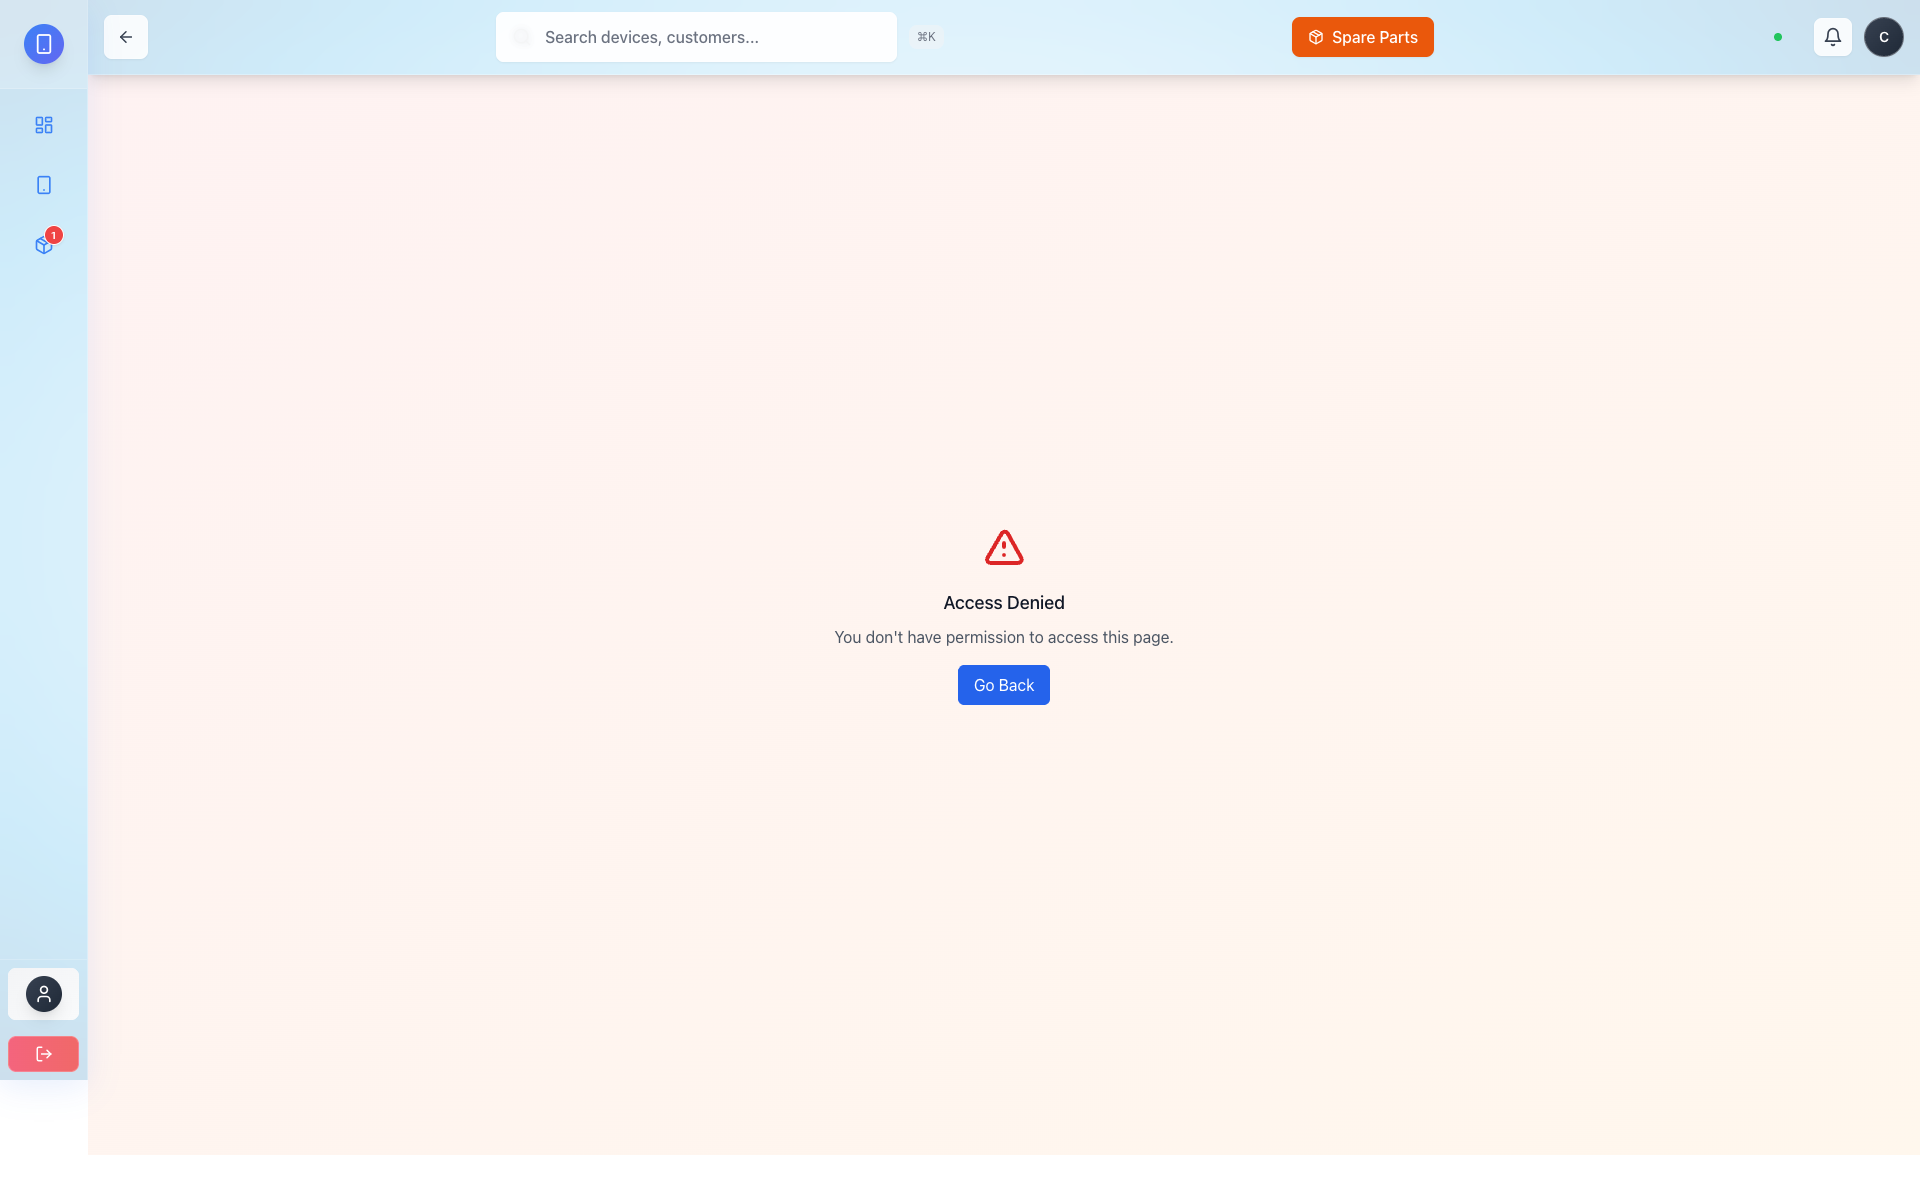 Search devices, customers...
⌘K
Spare Parts
C
1
Access Denied
You don't have permission to access this page.
Go Back